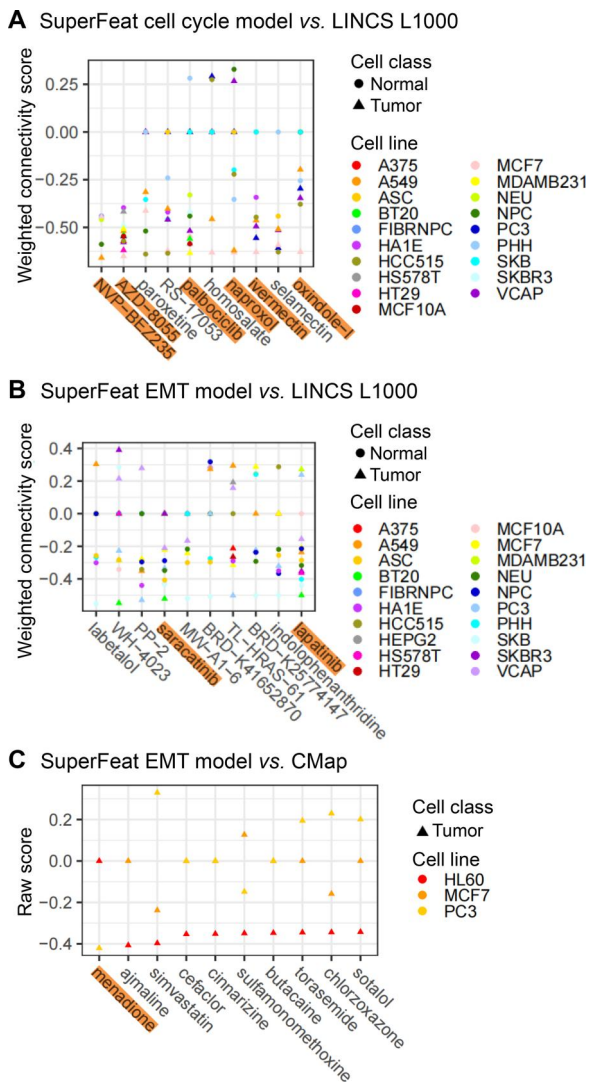 A SuperFeat cell cycle model vs. LINCS L1000
Weighted connectivity score
0.25
0.00
−0.25
−0.50
NVP−BEZ235
AZD−8055
paroxetine
RS−17053
palbociclib
homosalate
naproxol
ivermectin
selamectin
oxindole−I
Cell class
Normal
Tumor
Cell line
A375
A549
ASC
BT20
FIBRNPC
HA1E
HCC515
HS578T
HT29
MCF10A
MCF7
MDAMB231
NEU
NPC
PC3
PHH
SKB
SKBR3
VCAP
B SuperFeat EMT model vs. LINCS L1000
Weighted connectivity score
0.4
0.2
0.0
−0.2
−0.4
labetalol
WH−4023
PP−2
saracatinib
MW−A1−6
BRD−K41652870
TL−HRAS−61
BRD−K25774147
indolophenanthridine
lapatinib
Cell class
Normal
Tumor
Cell line
A375
A549
ASC
BT20
FIBRNPC
HA1E
HCC515
HEPG2
HS578T
HT29
MCF10A
MCF7
MDAMB231
NEU
NPC
PC3
PHH
SKB
SKBR3
VCAP
C SuperFeat EMT model vs. CMap
Raw score
0.2
0.0
−0.2
−0.4
menadione
ajmaline
simvastatin
cefaclor
cinnarizine
sulfamonomethoxine
butacaine
torasemide
chlorzoxazone
sotalol
Cell class
Tumor
Cell line
HL60
MCF7
PC3